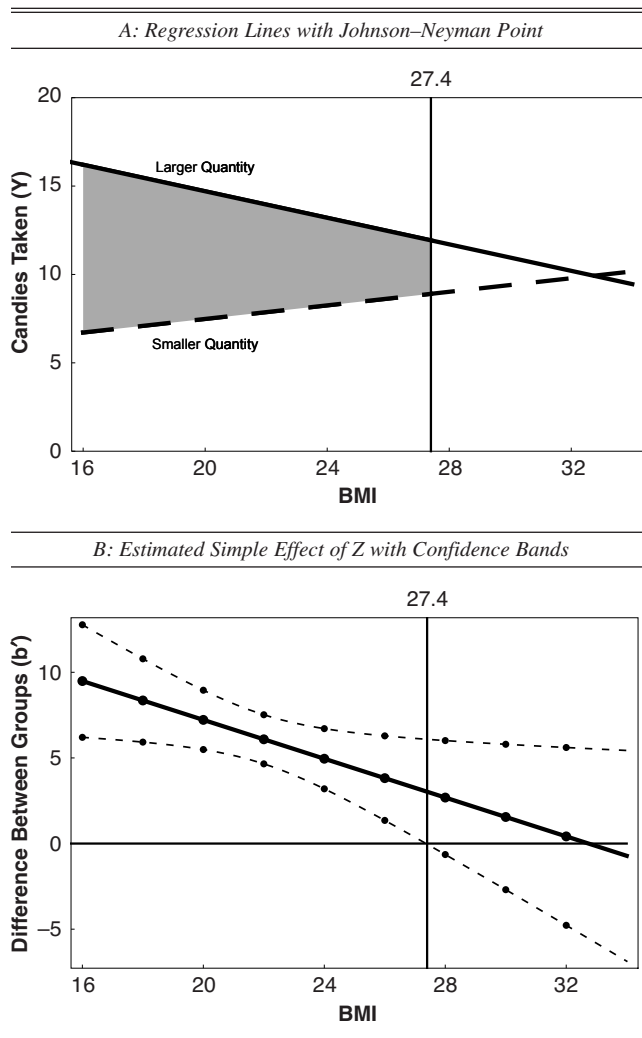 A: Regression Lines with Johnson–Neyman Point
27.4
20
15
10
5
0
Candies Taken (Y)
Larger Quantity
Smaller Quantity
16 20 24 28 32
BMI
B: Estimated Simple Effect of Z with Confidence Bands
27.4
10
5
0
–5
Difference Between Groups (b′)
16 20 24 28 32
BMI